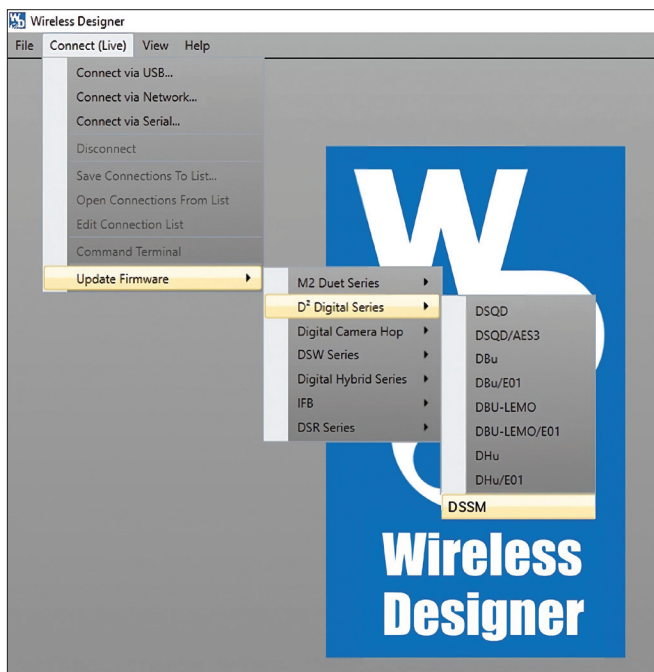 Wireless Designer
File Connect (Live) View Help
Connect via USB...
Connect via Network...
Connect via Serial...
Disconnect
Save Connections To List...
Open Connections From List
Edit Connection List
Command Terminal
Update Firmware
M2 Duet Series
D² Digital Series
Digital Camera Hop
DSW Series
Digital Hybrid Series
IFB
DSR Series
DSQD
DSQD/AES3
DBu
DBu/E01
DBU-LEMO
DBU-LEMO/E01
DHu
DHu/E01
DSSM
Wireless
Designer